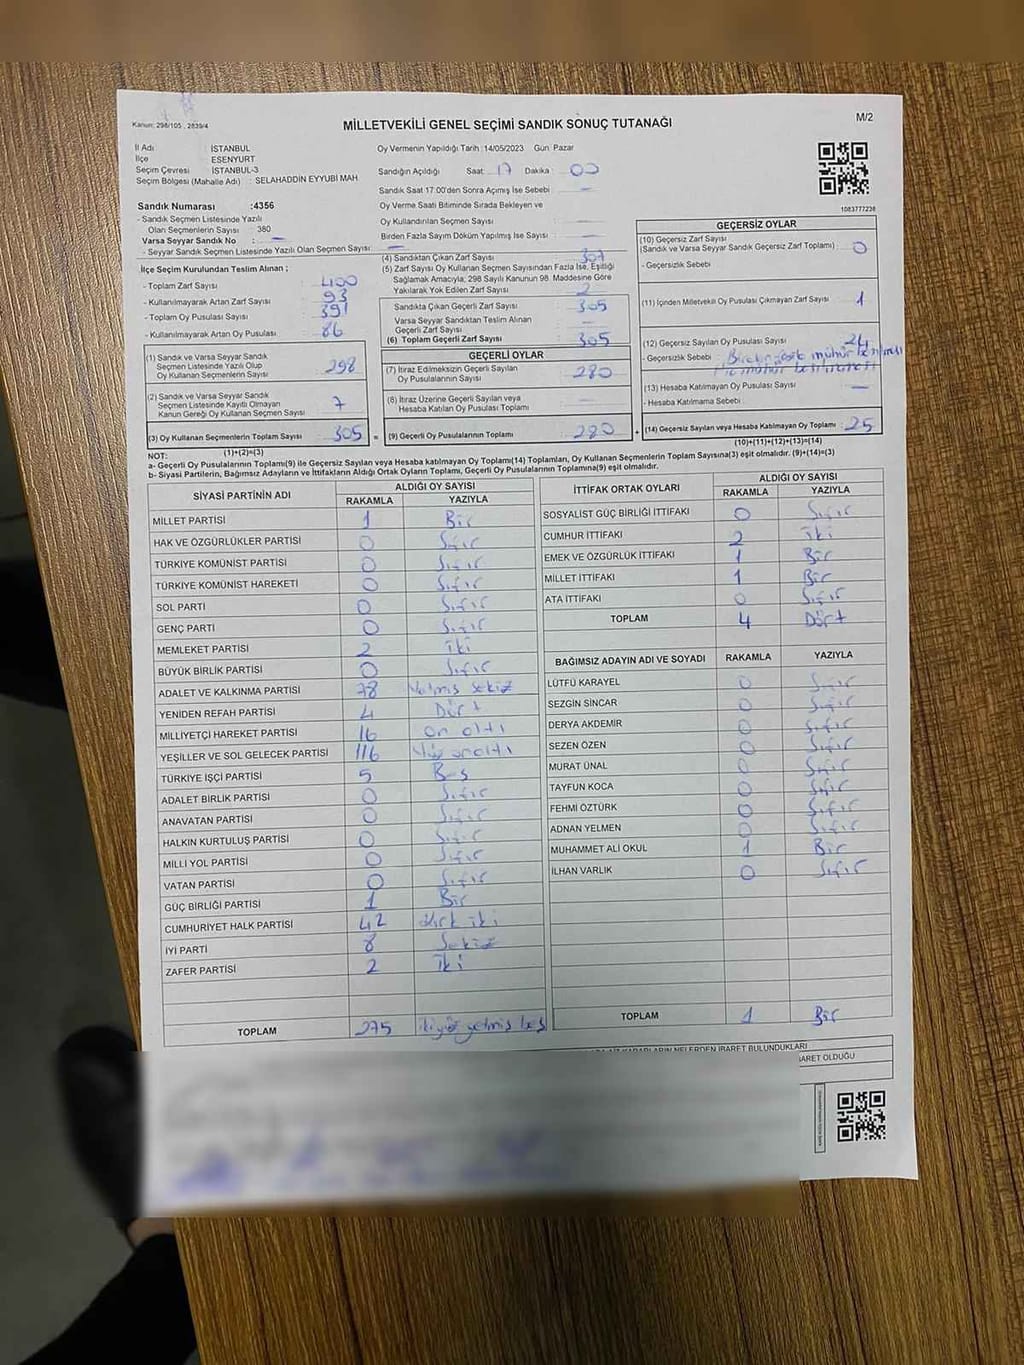 Kanun: 298/105 , 2839/4
MİLLETVEKİLİ GENEL SEÇİMİ SANDIK SONUÇ TUTANAĞI
M/2
İl Adı İSTANBUL
İlçe ESENYURT
Seçim Çevresi İSTANBUL-3
Seçim Bölgesi (Mahalle Adı) : SELAHADDİN EYYUBİ MAH.
Oy Vermenin Yapıldığı Tarih :14/05/2023 Gün Pazar
Sandığın Açıldığı Saat: 17 Dakika : 00
Sandık Saat 17:00'den Sonra Açımış İse Sebebi : —
Oy Verme Saati Bitiminde Sırada Bekleyen ve
Oy Kullandırılan Seçmen Sayısı : —
Birden Fazla Sayım Döküm Yapılmış İse Sayısı : —
1083777238
Sandık Numarası :4356
- Sandık Seçmen Listesinde Yazılı
Olan Seçmenlerin Sayısı : 380
Varsa Seyyar Sandık No : —
- Seyyar Sandık Seçmen Listesinde Yazılı Olan Seçmen Sayısı: —
İlçe Seçim Kurulundan Teslim Alınan ;
- Toplam Zarf Sayısı : 400
- Kullanılmayarak Artan Zarf Sayısı : 93
- Toplam Oy Pusulası Sayısı : 391
- Kullanılmayarak Artan Oy Pusulası : 86
(1) Sandık ve Varsa Seyyar Sandık
Seçmen Listesinde Yazılı Olup
Oy Kullanan Seçmenlerin Sayısı : 298
(2) Sandık ve Varsa Seyyar Sandık
Seçmen Listesinde Kayıtlı Olmayan
Kanun Gereği Oy Kullanan Seçmen Sayısı : 7
(3) Oy Kullanan Seçmenlerin Toplam Sayısı : 305 =
(1)+(2)=(3)
(4) Sandıktan Çıkan Zarf Sayısı : 307
(5) Zarf Sayısı Oy Kullanan Seçmen Sayısından Fazla İse, Eşitliği
Sağlamak Amacıyla; 298 Sayılı Kanunun 98. Maddesine Göre
Yakılarak Yok Edilen Zarf Sayısı : 2
Sandıkta Çıkan Geçerli Zarf Sayısı : 305
Varsa Seyyar Sandıktan Teslim Alınan
Geçerli Zarf Sayısı : —
(6) Toplam Geçerli Zarf Sayısı : 305
GEÇERLİ OYLAR
(7) İtiraz Edilmeksizin Geçerli Sayılan
Oy Pusulalarının Sayısı : 280
(8) İtiraz Üzerine Geçerli Sayılan veya
Hesaba Katılan Oy Pusulası Toplamı : —
(9) Geçerli Oy Pusulalarının Toplamı : 280 +
GEÇERSİZ OYLAR
(10) Geçersiz Zarf Sayısı
(Sandık ve Varsa Seyyar Sandık Geçersiz Zarf Toplamı) : 0
- Geçersizlik Sebebi :
(11) İçinden Milletvekili Oy Pusulası Çıkmayan Zarf Sayısı : 1
(12) Geçersiz Sayılan Oy Pusulası Sayısı : 24
- Geçersizlik Sebebi : mühür
mühür
(13) Hesaba Katılmayan Oy Pusulası Sayısı : —
- Hesaba Katılmama Sebebi :
(14) Geçersiz Sayılan veya Hesaba Katılmayan Oy Toplamı : 25
(10)+(11)+(12)+(13)=(14)
NOT:
a- Geçerli Oy Pusulalarının Toplamı(9) ile Geçersiz Sayılan veya Hesaba katılmayan Oy Toplamı(14) Toplamları, Oy Kullanan Seçmenlerin Toplam Sayısına(3) eşit olmalıdır. (9)+(14)=(3)
b- Siyasi Partilerin, Bağımsız Adayların ve İttifakların Aldığı Oy Sayısı, İttifak Ortak Oyların Toplamı, Geçerli Oy Pusulalarının Toplamına(9) eşit olmalıdır.
SİYASİ PARTİNİN ADI ALDIĞI OY SAYISI
RAKAMLA YAZIYLA
MİLLET PARTİSİ 1 Bir
HAK VE ÖZGÜRLÜKLER PARTİSİ 0 Sıfır
TÜRKİYE KOMÜNİST PARTİSİ 0 Sıfır
TÜRKİYE KOMÜNİST HAREKETİ 0 Sıfır
SOL PARTİ 0 Sıfır
GENÇ PARTİ 0 Sıfır
MEMLEKET PARTİSİ 2 iki
BÜYÜK BİRLİK PARTİSİ 0 Sıfır
ADALET VE KALKINMA PARTİSİ 78 Yetmiş sekiz
YENİDEN REFAH PARTİSİ 4 Dört
MİLLİYETÇİ HAREKET PARTİSİ 16 on altı
YEŞİLLER VE SOL GELECEK PARTİSİ 116 Yüz onaltı
TÜRKİYE İŞÇİ PARTİSİ 5 Beş
ADALET BİRLİK PARTİSİ 0 Sıfır
ANAVATAN PARTİSİ 0 Sıfır
HALKIN KURTULUŞ PARTİSİ 0 Sıfır
MİLLİ YOL PARTİSİ 0 Sıfır
VATAN PARTİSİ 0 Sıfır
GÜÇ BİRLİĞİ PARTİSİ 1 Bir
CUMHURİYET HALK PARTİSİ 42 kırk iki
İYİ PARTİ 8 Sekiz
ZAFER PARTİSİ 2 iki
TOPLAM 275 ikiyüz yetmiş beş
İTTİFAK ORTAK OYLARI ALDIĞI OY SAYISI
RAKAMLA YAZIYLA
SOSYALİST GÜÇ BİRLİĞİ İTTİFAKI 0 Sıfır
CUMHUR İTTİFAKI 2 iki
EMEK VE ÖZGÜRLÜK İTTİFAKI 1 Bir
MİLLET İTTİFAKI 1 Bir
ATA İTTİFAKI 0 Sıfır
TOPLAM 4 Dört
BAĞIMSIZ ADAYIN ADI VE SOYADI RAKAMLA YAZIYLA
LÜTFÜ KARAYEL 0 Sıfır
SEZGİN SİNCAR 0 Sıfır
DERYA AKDEMİR 0 Sıfır
SEZEN ÖZEN 0 Sıfır
MURAT ÜNAL 0 Sıfır
TAYFUN KOCA 0 Sıfır
FEHMİ ÖZTÜRK 0 Sıfır
ADNAN YELMEN 0 Sıfır
MUHAMMET ALİ OKUL 1 Bir
İLHAN VARLIK 0 Sıfır
TOPLAM 1 Bir
KARARLARIN NELERDEN İBARET BULUNDUKLARI
OLDUĞU